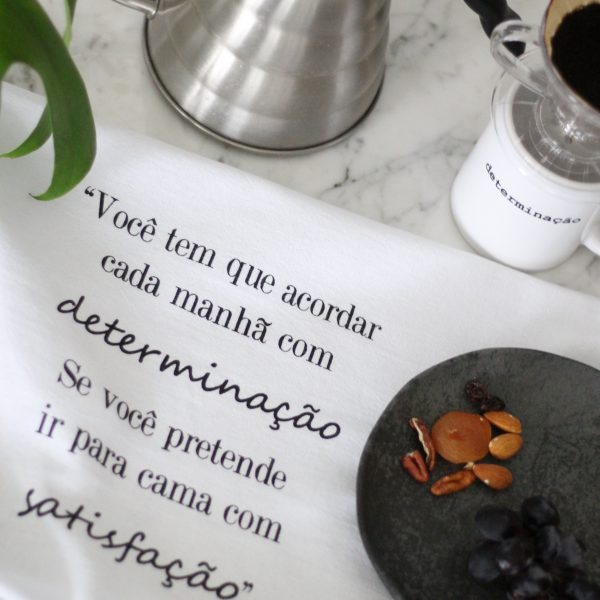 determinação
“Você tem que acordar
cada manhã com
determinação
Se você pretende
ir para cama com
satisfação”